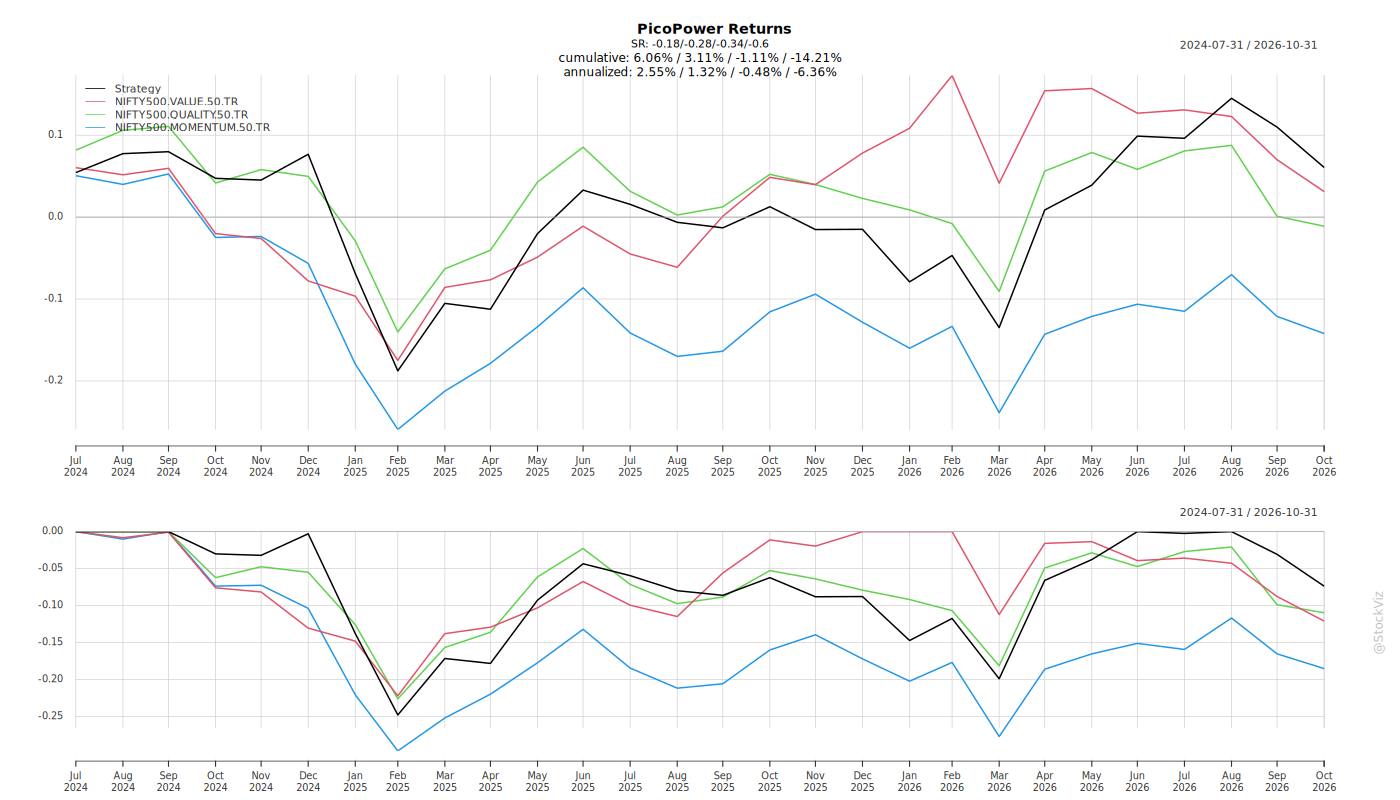 PicoPower Returns
SR: -0.18/-0.28/-0.34/-0.6
cumulative: 6.06% / 3.11% / -1.11% / -14.21%
annualized: 2.55% / 1.32% / -0.48% / -6.36%
2024-07-31 / 2026-10-31
Strategy
NIFTY500.VALUE.50.TR
NIFTY500.QUALITY.50.TR
NIFTY500.MOMENTUM.50.TR
0.1
0.0
-0.1
-0.2
Jul Aug Sep Oct Nov Dec Jan Feb Mar Apr May Jun Jul Aug Sep Oct Nov Dec Jan Feb Mar Apr May Jun Jul Aug Sep Oct
2024 2024 2024 2024 2024 2024 2025 2025 2025 2025 2025 2025 2025 2025 2025 2025 2025 2025 2026 2026 2026 2026 2026 2026 2026 2026 2026 2026
2024-07-31 / 2026-10-31
0.00
-0.05
-0.10
-0.15
-0.20
-0.25
Jul Aug Sep Oct Nov Dec Jan Feb Mar Apr May Jun Jul Aug Sep Oct Nov Dec Jan Feb Mar Apr May Jun Jul Aug Sep Oct
2024 2024 2024 2024 2024 2024 2025 2025 2025 2025 2025 2025 2025 2025 2025 2025 2025 2025 2026 2026 2026 2026 2026 2026 2026 2026 2026 2026
@StockViz